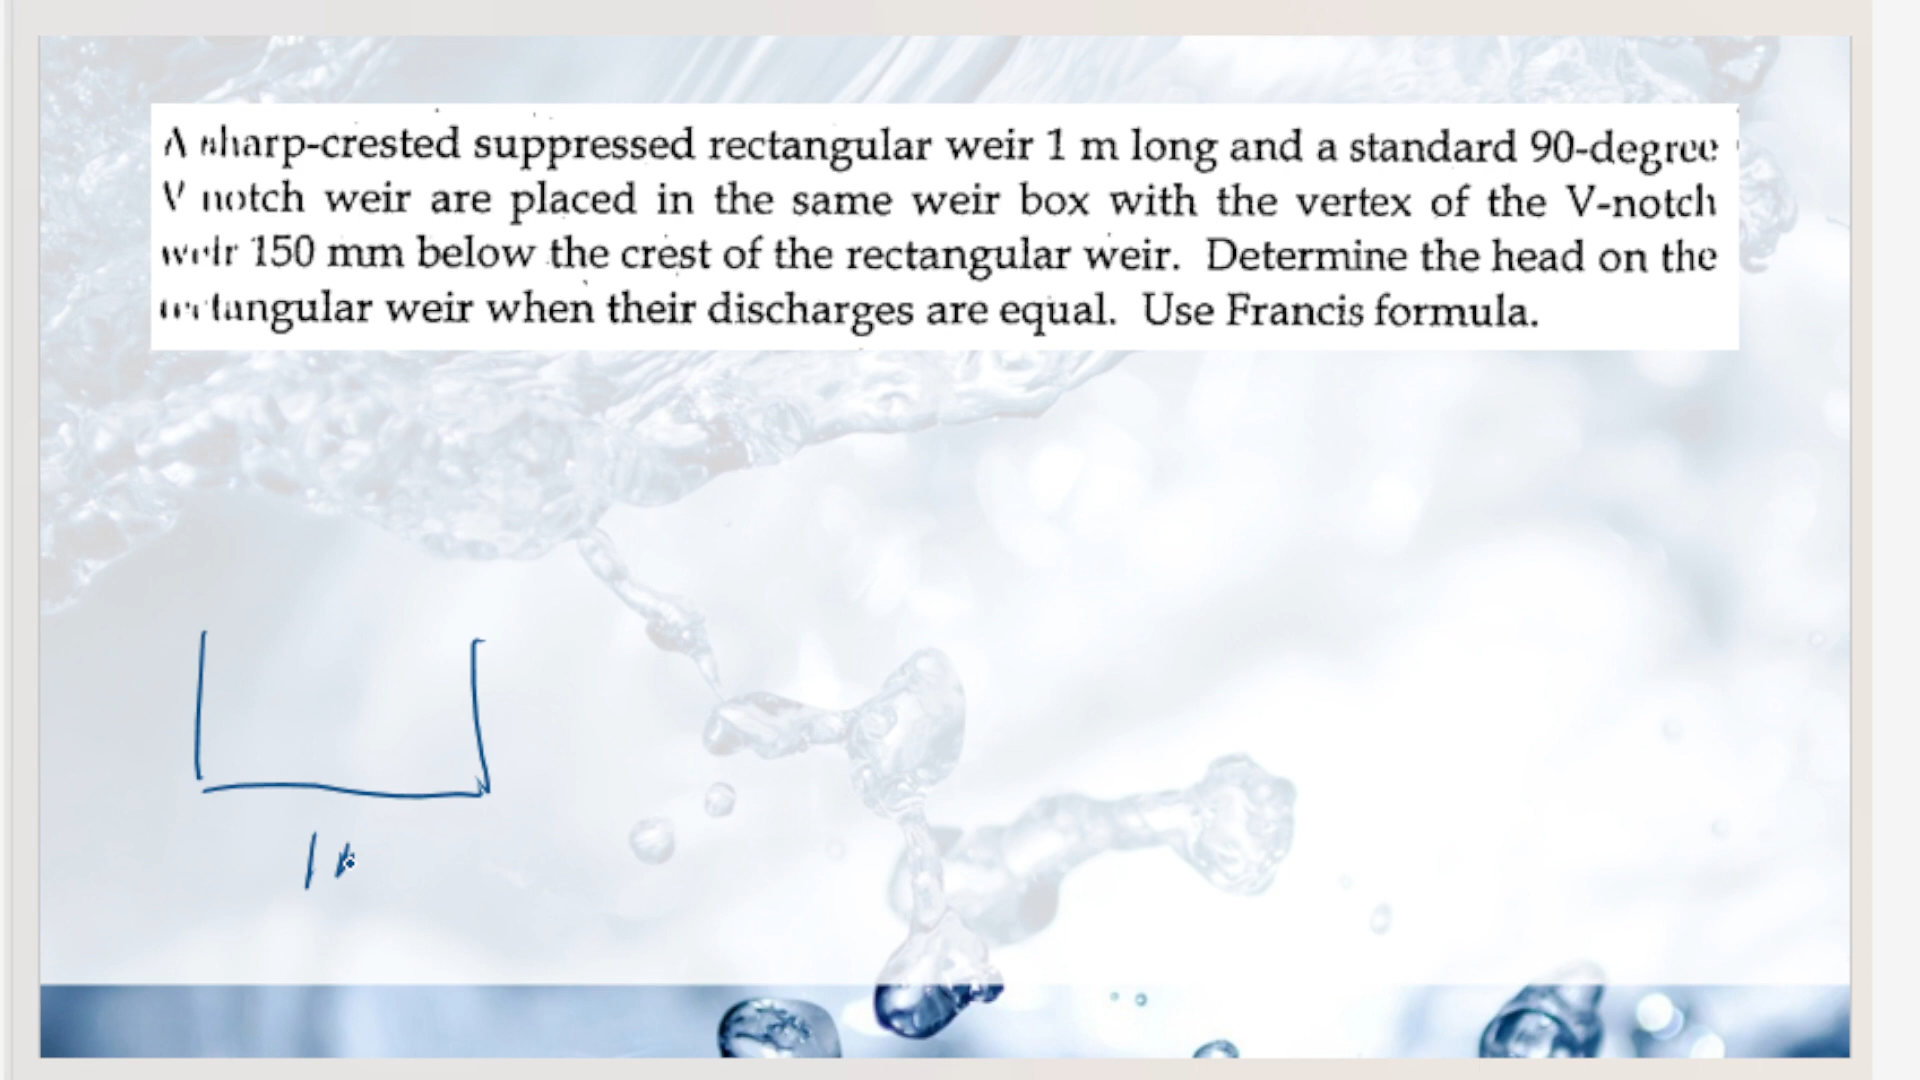 A sharp-crested suppressed rectangular weir 1 m long and a standard 90-degree
V notch weir are placed in the same weir box with the vertex of the V-notch
weir 150 mm below the crest of the rectangular weir. Determine the head on the
rectangular weir when their discharges are equal. Use Francis formula.
1